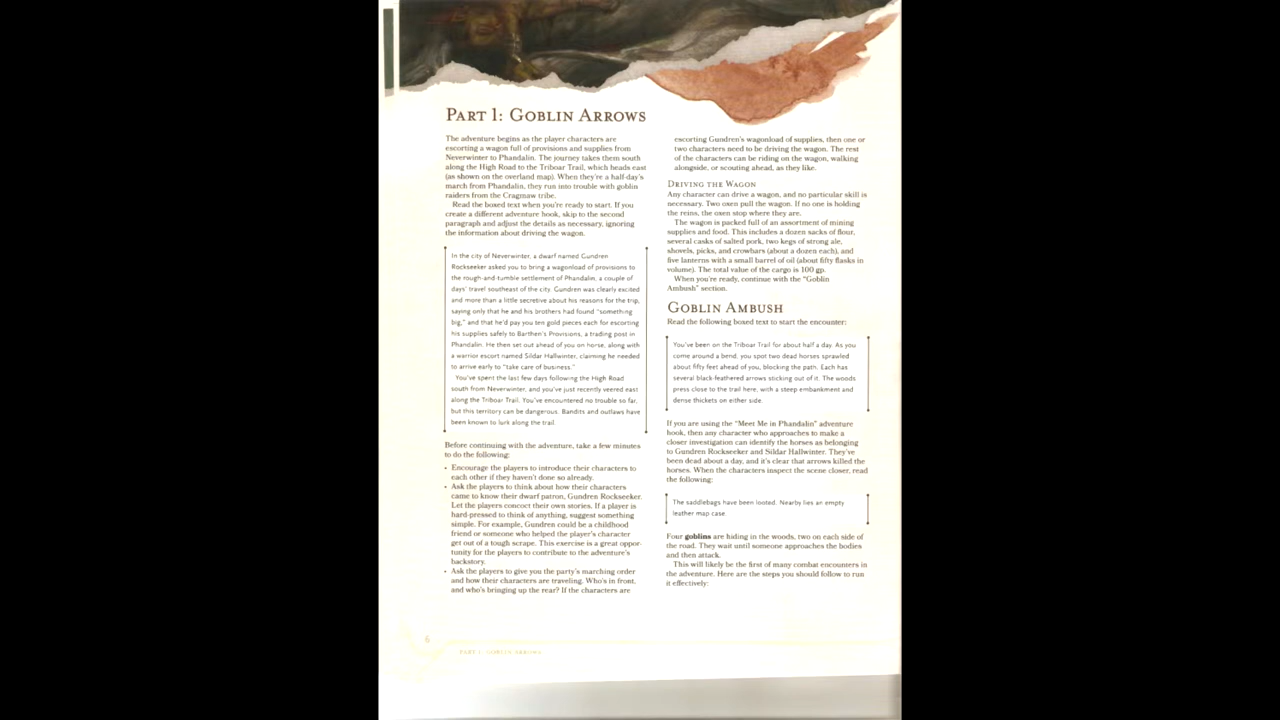 PART 1: GOBLIN ARROWS
The adventure begins as the player characters are
escorting a wagon full of provisions and supplies from
Neverwinter to Phandalin. The journey takes them south
along the High Road to the Triboar Trail, which heads east
(as shown on the overland map). When they're a half-day's
march from Phandalin, they run into trouble with goblin
raiders from the Cragmaw tribe.
Read the boxed text when you're ready to start. If you
create a different adventure hook, skip to the second
paragraph and adjust the details as necessary, ignoring
the information about driving the wagon.
In the city of Neverwinter, a dwarf named Gundren
Rockseeker asked you to bring a wagonload of provisions to
the rough-and-tumble settlement of Phandalin, a couple of
days' travel southeast of the city. Gundren was clearly excited
and more than a little secretive about his reasons for the trip,
saying only that he and his brothers had found "something
big," and that he'd pay you ten gold pieces each for escorting
his supplies safely to Barthen's Provisions, a trading post in
Phandalin. He then set out ahead of you on horse, along with
a warrior escort named Sildar Hallwinter, claiming he needed
to arrive early to "take care of business."
You've spent the last few days following the High Road
south from Neverwinter, and you've just recently veered east
along the Triboar Trail. You've encountered no trouble so far,
but this territory can be dangerous. Bandits and outlaws have
been known to lurk along the trail.
Before continuing with the adventure, take a few minutes
to do the following:
• Encourage the players to introduce their characters to
each other if they haven't done so already.
• Ask the players to think about how their characters
came to know their dwarf patron, Gundren Rockseeker.
Let the players concoct their own stories. If a player is
hard-pressed to think of anything, suggest something
simple. For example, Gundren could be a childhood
friend or someone who helped the player's character
get out of a tough scrape. This exercise is a great oppor-
tunity for the players to contribute to the adventure's
backstory.
• Ask the players to give you the party's marching order
and how their characters are traveling. Who's in front,
and who's bringing up the rear? If the characters are
escorting Gundren's wagonload of supplies, then one or
two characters need to be driving the wagon. The rest
of the characters can be riding on the wagon, walking
alongside, or scouting ahead, as they like.
DRIVING THE WAGON
Any character can drive a wagon, and no particular skill is
necessary. Two oxen pull the wagon. If no one is holding
the reins, the oxen stop where they are.
The wagon is packed full of an assortment of mining
supplies and food. This includes a dozen sacks of flour,
several casks of salted pork, two kegs of strong ale,
shovels, picks, and crowbars (about a dozen each), and
five lanterns with a small barrel of oil (about fifty flasks in
volume). The total value of the cargo is 100 gp.
When you're ready, continue with the "Goblin
Ambush" section.
GOBLIN AMBUSH
Read the following boxed text to start the encounter:
You've been on the Triboar Trail for about half a day. As you
come around a bend, you spot two dead horses sprawled
about fifty feet ahead of you, blocking the path. Each has
several black-feathered arrows sticking out of it. The woods
press close to the trail here, with a steep embankment and
dense thickets on either side.
If you are using the "Meet Me in Phandalin" adventure
hook, then any character who approaches to make a
closer investigation can identify the horses as belonging
to Gundren Rockseeker and Sildar Hallwinter. They've
been dead about a day, and it's clear that arrows killed the
horses. When the characters inspect the scene closer, read
the following:
The saddlebags have been looted. Nearby lies an empty
leather map case.
Four goblins are hiding in the woods, two on each side of
the road. They wait until someone approaches the bodies
and then attack.
This will likely be the first of many combat encounters in
the adventure. Here are the steps you should follow to run
it effectively:
6
PART 1: GOBLIN ARROWS